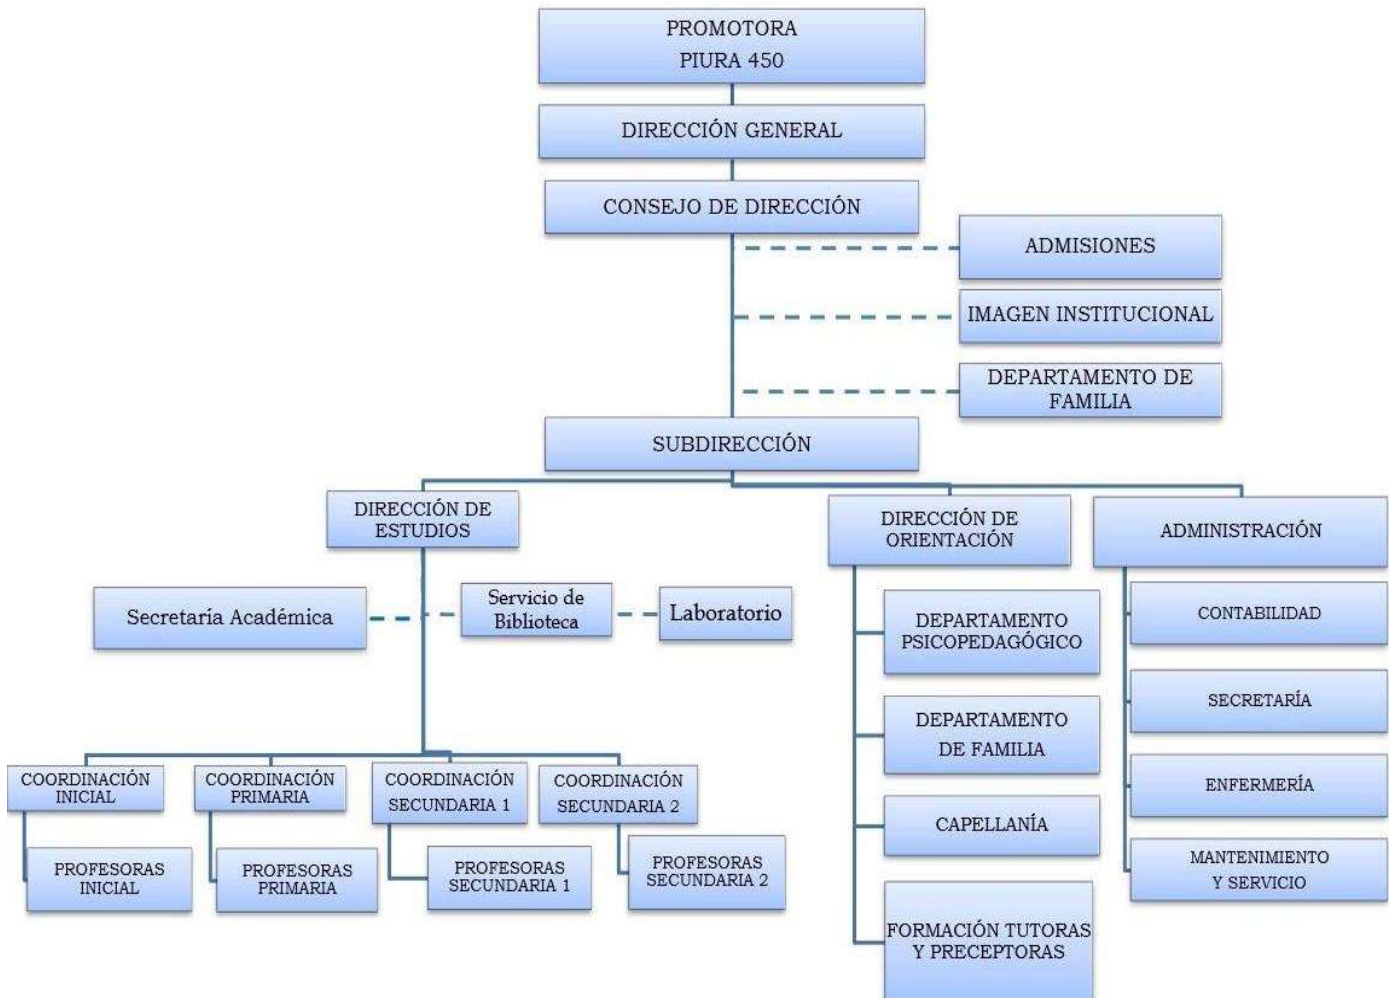 PROMOTORA
PIURA 450
DIRECCIÓN GENERAL
CONSEJO DE DIRECCIÓN
ADMISIONES
IMAGEN INSTITUCIONAL
DEPARTAMENTO DE
FAMILIA
SUBDIRECCIÓN
DIRECCIÓN DE
ESTUDIOS
DIRECCIÓN DE
ORIENTACIÓN
ADMINISTRACIÓN
Secretaría Académica
Servicio de
Biblioteca
Laboratorio
DEPARTAMENTO
PSICOPEDAGÓGICO
DEPARTAMENTO
DE FAMILIA
CAPELLANÍA
FORMACIÓN TUTORAS
Y PRECEPTORAS
CONTABILIDAD
SECRETARÍA
ENFERMERÍA
MANTENIMIENTO
Y SERVICIO
COORDINACIÓN
INICIAL
COORDINACIÓN
PRIMARIA
COORDINACIÓN
SECUNDARIA 1
COORDINACIÓN
SECUNDARIA 2
PROFESORAS
INICIAL
PROFESORAS
PRIMARIA
PROFESORAS
SECUNDARIA 1
PROFESORAS
SECUNDARIA 2